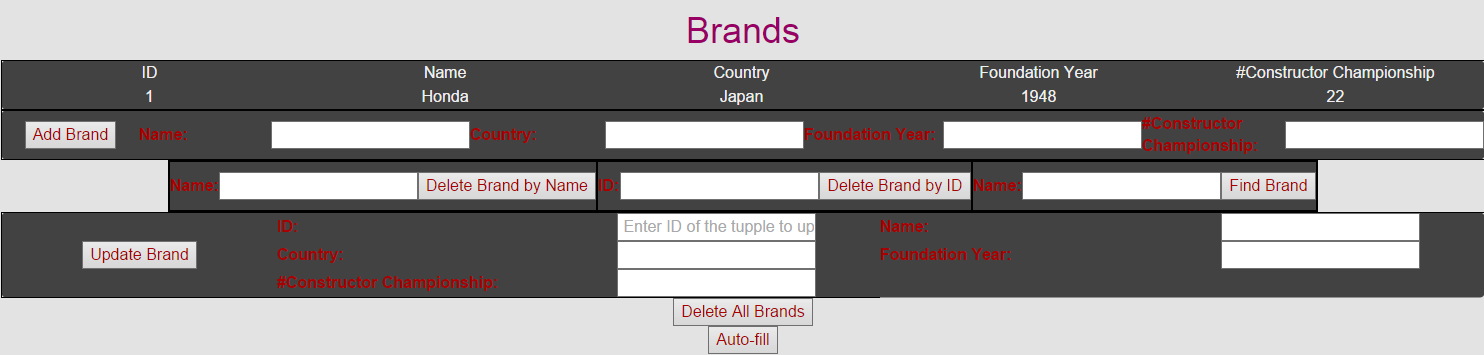 Brands
ID Name Country Foundation Year #Constructor Championship
1 Honda Japan 1948 22
Add Brand Name: Country: Foundation Year: #Constructor Championship:
Name: Delete Brand by Name ID: Delete Brand by ID Name: Find Brand
ID: Enter ID of the tupple to up Name:
Update Brand Country: Foundation Year:
#Constructor Championship:
Delete All Brands
Auto-fill